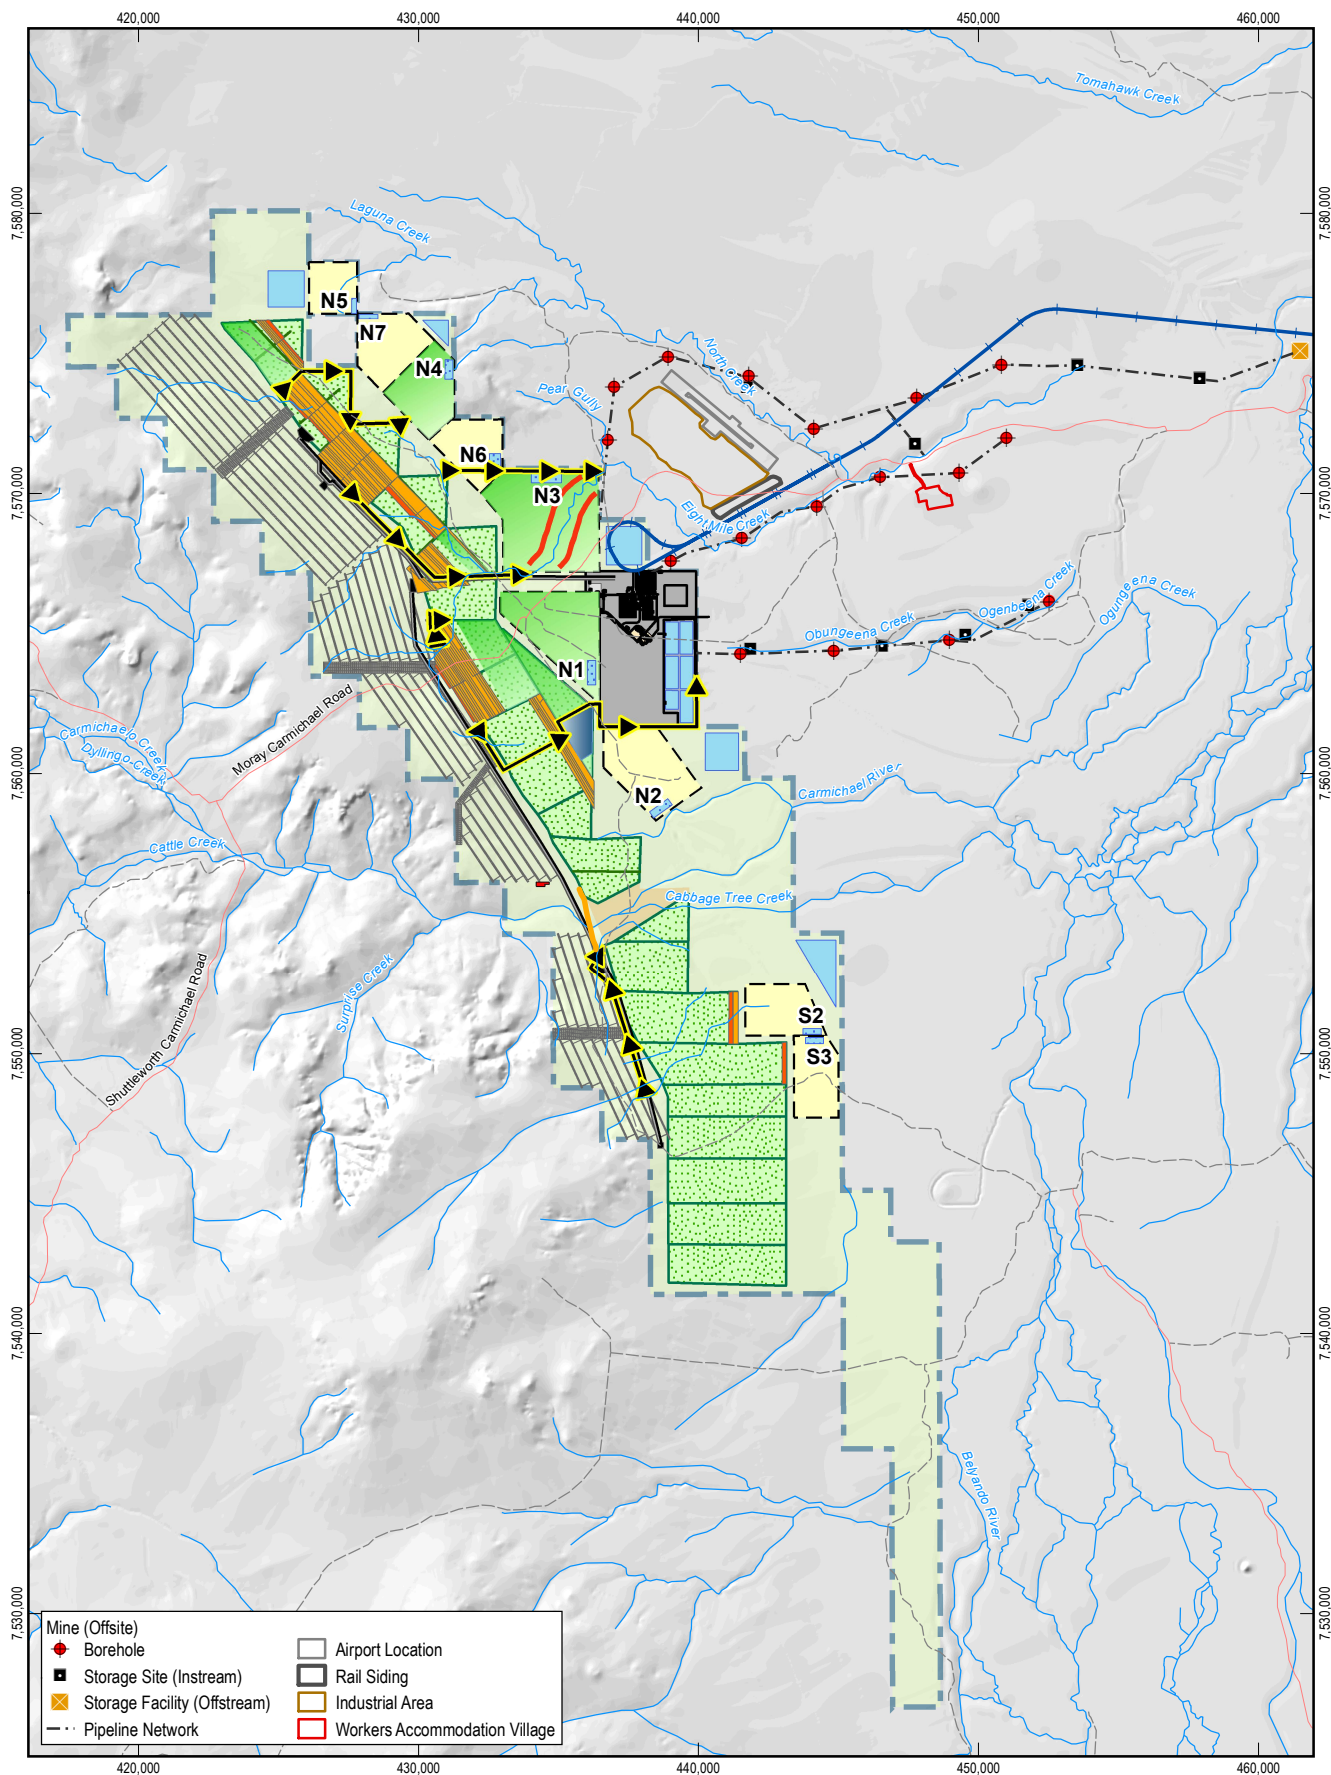 420,000
430,000
440,000
450,000
460,000
Tomahawk Creek
7,580,000
7,580,000
Laguna Creek
N5
N7
N4
North Creek
Pear Gully
N6
N3
7,570,000
7,570,000
Eight Mile Creek
Ogenbeena Creek
Ogungeena Creek
Obungeena Creek
N1
Moray Carmichael Road
Carmichaelo Creek
Dyllingo Creek
7,560,000
7,560,000
N2
Carmichael River
Cattle Creek
Cabbage Tree Creek
Surprise Creek
Shuttleworth Carmichael Road
S2
S3
7,550,000
7,550,000
7,540,000
7,540,000
Belyando River
7,530,000
7,530,000
Mine (Offsite)
Borehole
Storage Site (Instream)
Storage Facility (Offstream)
Pipeline Network
Airport Location
Rail Siding
Industrial Area
Workers Accommodation Village
420,000
430,000
440,000
450,000
460,000